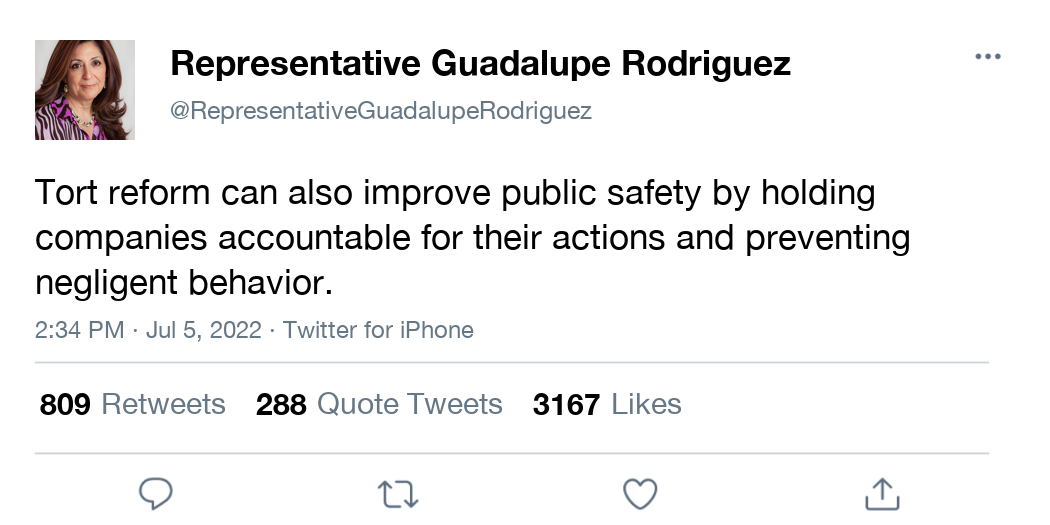 Representative Guadalupe Rodriguez
@RepresentativeGuadalupeRodriguez
Tort reform can also improve public safety by holding
companies accountable for their actions and preventing
negligent behavior.
2:34 PM · Jul 5, 2022 · Twitter for iPhone
809 Retweets 288 Quote Tweets 3167 Likes